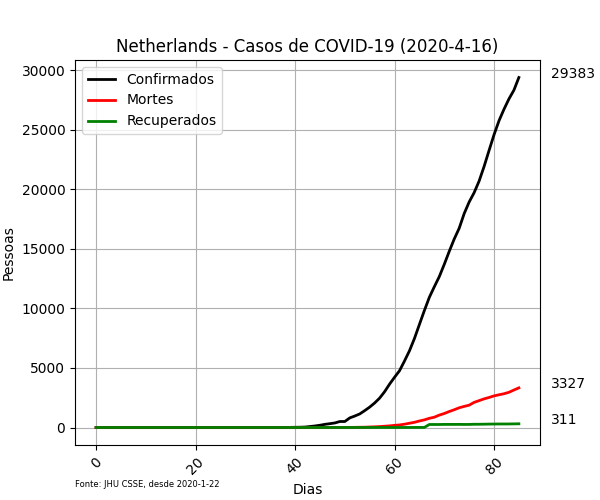 Netherlands - Casos de COVID-19 (2020-4-16)
Confirmados
Mortes
Recuperados
30000
25000
20000
15000
10000
5000
0
Pessoas
29383
3327
311
0
20
40
60
80
Dias
Fonte: JHU CSSE, desde 2020-1-22